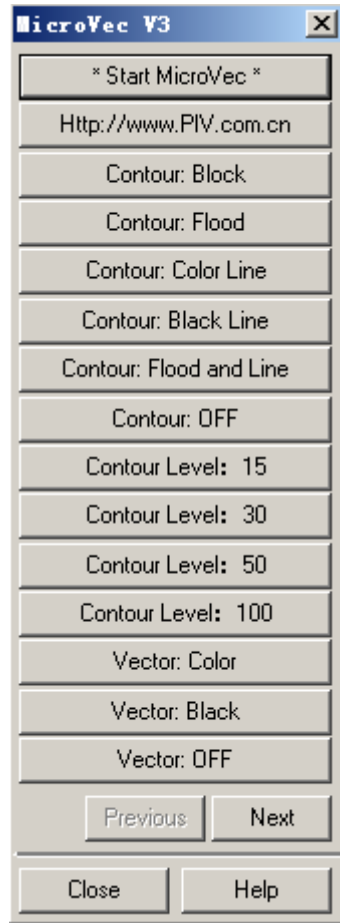 MicroVec V3
* Start MicroVec *
Http://www.PIV.com.cn
Contour: Block
Contour: Flood
Contour: Color Line
Contour: Black Line
Contour: Flood and Line
Contour: OFF
Contour Level: 15
Contour Level: 30
Contour Level: 50
Contour Level: 100
Vector: Color
Vector: Black
Vector: OFF
Previous Next
Close Help